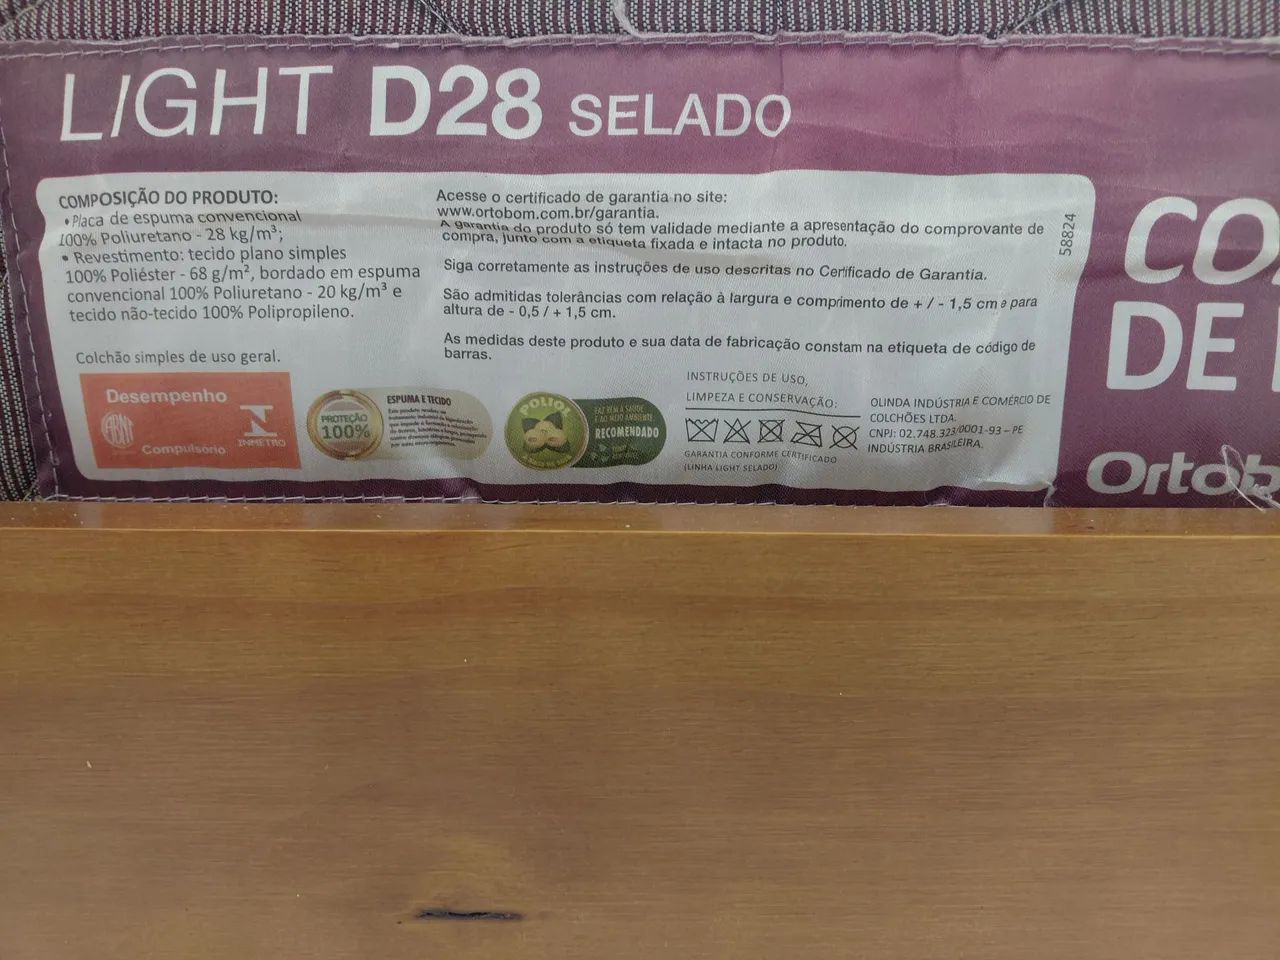 LIGHT D28 SELADO
COMPOSIÇÃO DO PRODUTO:
•Placa de espuma convencional
100% Poliuretano - 28 kg/m³;
• Revestimento: tecido plano simples
100% Poliéster - 68 g/m², bordado em espuma
convencional 100% Poliuretano - 20 kg/m³ e
tecido não-tecido 100% Polipropileno.
Colchão simples de uso geral.
Acesse o certificado de garantia no site:
www.ortobom.com.br/garantia.
A garantia do produto só tem validade mediante a apresentação do comprovante de
compra, junto com a etiqueta fixada e intacta no produto.
Siga corretamente as instruções de uso descritas no Certificado de Garantia.
São admitidas tolerâncias com relação à largura e comprimento de + / - 1,5 cm e para
altura de - 0,5 / + 1,5 cm.
As medidas deste produto e sua data de fabricação constam na etiqueta de código de
barras.
58824
Desempenho
ABNT
INMETRO
Compulsório
PROTEÇÃO
100%
ESPUMA E TECIDO
POLIOL
FAZ BEM À SAÚDE
E AO MEIO AMBIENTE
RECOMENDADO
INSTRUÇÕES DE USO,
LIMPEZA E CONSERVAÇÃO:
GARANTIA CONFORME CERTIFICADO
(LINHA LIGHT SELADO)
OLINDA INDÚSTRIA E COMÉRCIO DE
COLCHÕES LTDA.
CNPJ: 02.748.323/0001-93 – PE
INDÚSTRIA BRASILEIRA.
CO
DE
Ortob